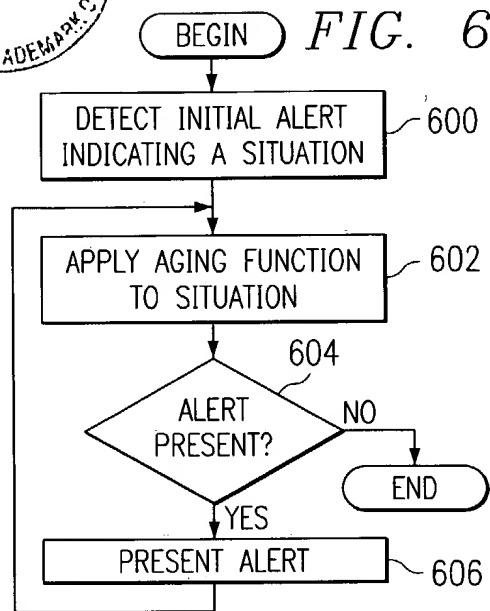 ADEMARK
BEGIN
FIG. 6
DETECT INITIAL ALERT
INDICATING A SITUATION
600
APPLY AGING FUNCTION
TO SITUATION
602
604
ALERT
PRESENT?
NO
END
YES
PRESENT ALERT
606